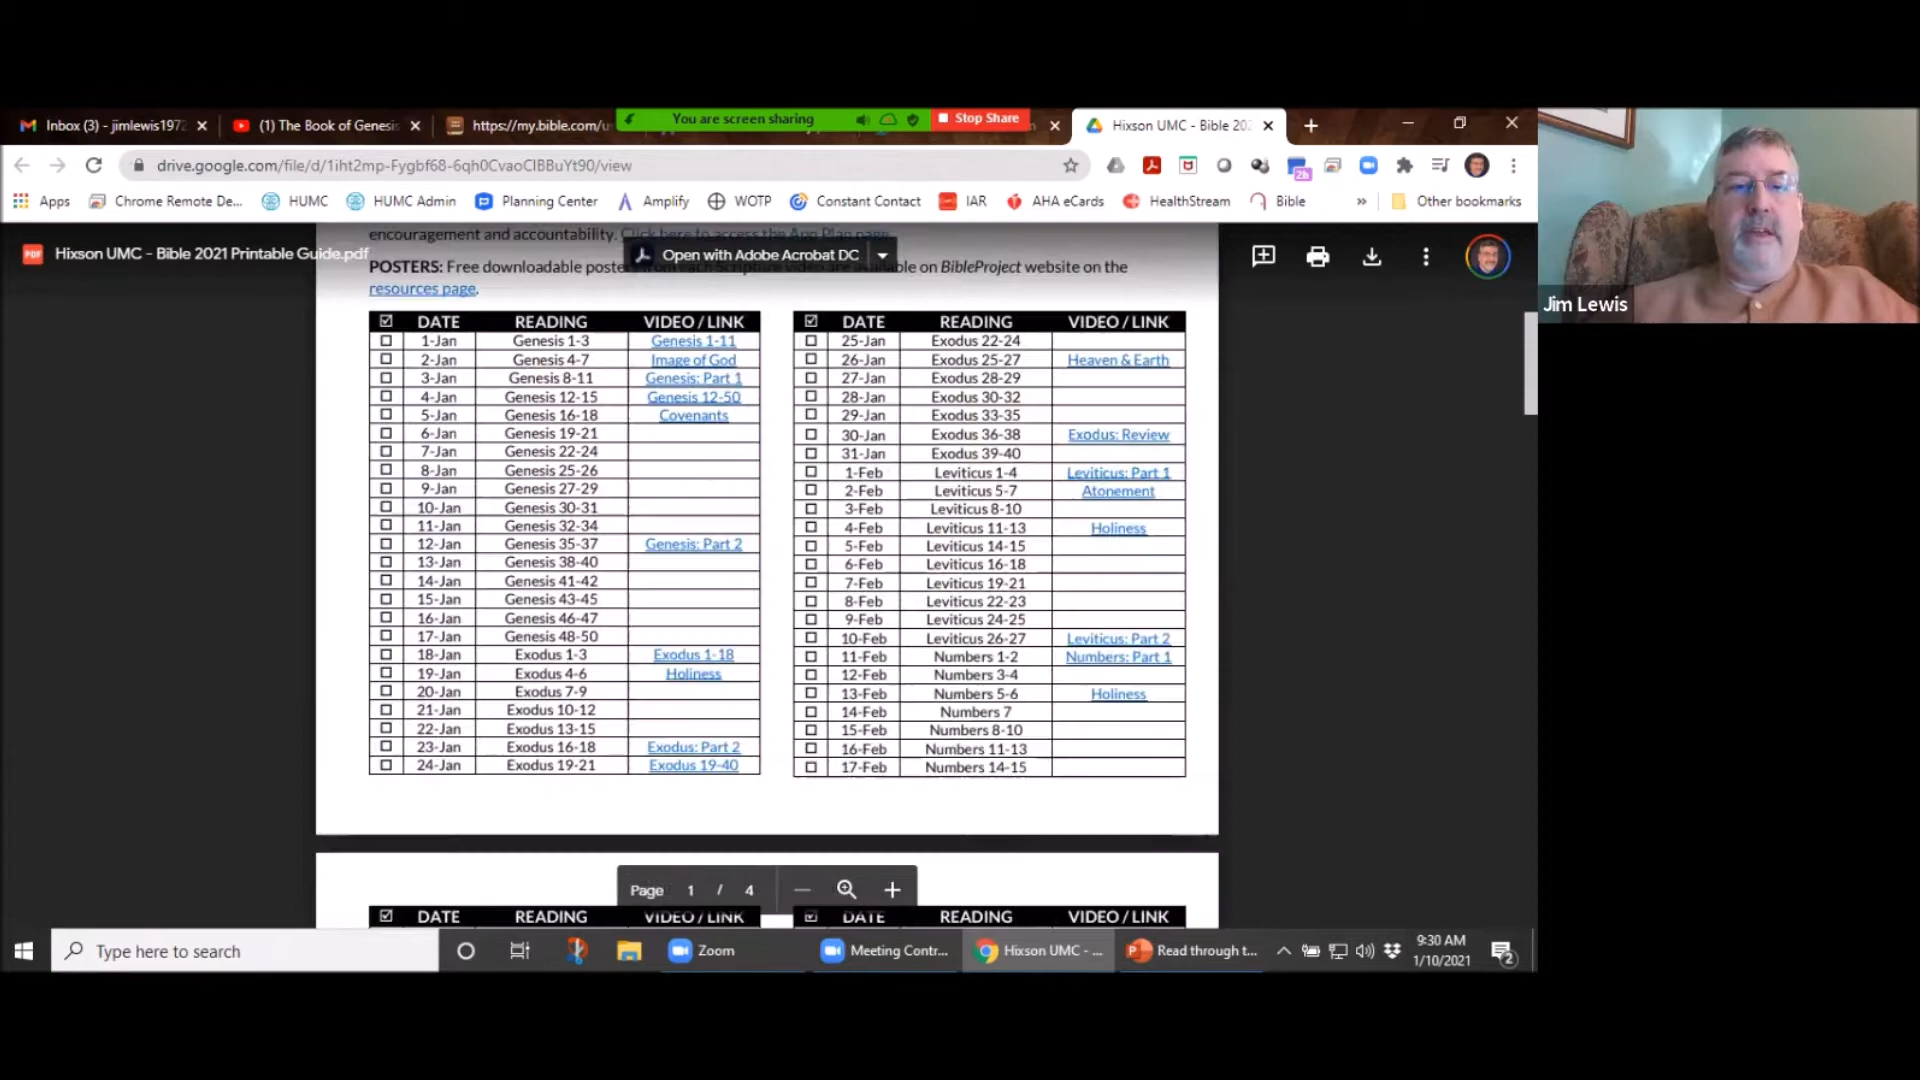 Inbox (3) - jimlewis1972
(1) The Book of Genesis
https://my.bible.com/u
You are screen sharing
Stop Share
Hixson UMC - Bible 202
drive.google.com/file/d/1iht2mp-Fygbf68-6qh0CvaoClBBuYt90/view
2h
Apps
Chrome Remote De...
HUMC
HUMC Admin
Planning Center
Amplify
WOTP
Constant Contact
IAR
AHA eCards
HealthStream
Bible
»
Other bookmarks
encouragement and accountability. Click here to access the App Plan page.
PDF
Hixson UMC - Bible 2021 Printable Guide.pdf
Open with Adobe Acrobat DC
POSTERS: Free downloadable posters from each Scripture video are available on BibleProject website on the
resources page.
Jim Lewis
DATE READING VIDEO / LINK
1-Jan Genesis 1-3 Genesis 1-11
2-Jan Genesis 4-7 Image of God
3-Jan Genesis 8-11 Genesis: Part 1
4-Jan Genesis 12-15 Genesis 12-50
5-Jan Genesis 16-18 Covenants
6-Jan Genesis 19-21
7-Jan Genesis 22-24
8-Jan Genesis 25-26
9-Jan Genesis 27-29
10-Jan Genesis 30-31
11-Jan Genesis 32-34
12-Jan Genesis 35-37 Genesis: Part 2
13-Jan Genesis 38-40
14-Jan Genesis 41-42
15-Jan Genesis 43-45
16-Jan Genesis 46-47
17-Jan Genesis 48-50
18-Jan Exodus 1-3 Exodus 1-18
19-Jan Exodus 4-6 Holiness
20-Jan Exodus 7-9
21-Jan Exodus 10-12
22-Jan Exodus 13-15
23-Jan Exodus 16-18 Exodus: Part 2
24-Jan Exodus 19-21 Exodus 19-40
DATE READING VIDEO / LINK
25-Jan Exodus 22-24
26-Jan Exodus 25-27 Heaven & Earth
27-Jan Exodus 28-29
28-Jan Exodus 30-32
29-Jan Exodus 33-35
30-Jan Exodus 36-38 Exodus: Review
31-Jan Exodus 39-40
1-Feb Leviticus 1-4 Leviticus: Part 1
2-Feb Leviticus 5-7 Atonement
3-Feb Leviticus 8-10
4-Feb Leviticus 11-13 Holiness
5-Feb Leviticus 14-15
6-Feb Leviticus 16-18
7-Feb Leviticus 19-21
8-Feb Leviticus 22-23
9-Feb Leviticus 24-25
10-Feb Leviticus 26-27 Leviticus: Part 2
11-Feb Numbers 1-2 Numbers: Part 1
12-Feb Numbers 3-4
13-Feb Numbers 5-6 Holiness
14-Feb Numbers 7
15-Feb Numbers 8-10
16-Feb Numbers 11-13
17-Feb Numbers 14-15
Page 1 / 4
DATE READING VIDEO / LINK
DATE READING VIDEO / LINK
Type here to search
Zoom
Meeting Contr...
Hixson UMC - ...
Read through t...
9:30 AM
1/10/2021
2